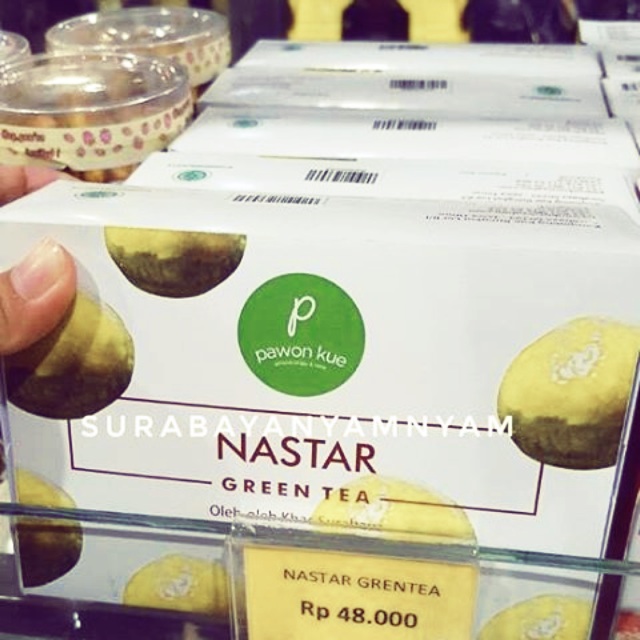 p
pawon kue
SURABAYANYAMNYAM
NASTAR
GREEN TEA
Oleh-oleh Khas Surabaya
NASTAR GRENTEA
Rp 48.000